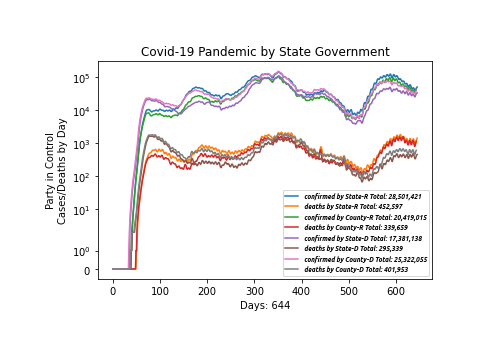 Covid-19 Pandemic by State Government
Party in Control
Cases/Deaths by Day
10^5
10^4
10^3
10^2
10^1
10^0
0
confirmed by State-R Total: 28,501,421
deaths by State-R Total: 452,597
confirmed by County-R Total: 20,419,015
deaths by County-R Total: 339,659
confirmed by State-D Total: 17,381,138
deaths by State-D Total: 295,339
confirmed by County-D Total: 25,322,055
deaths by County-D Total: 401,953
0 100 200 300 400 500 600
Days: 644